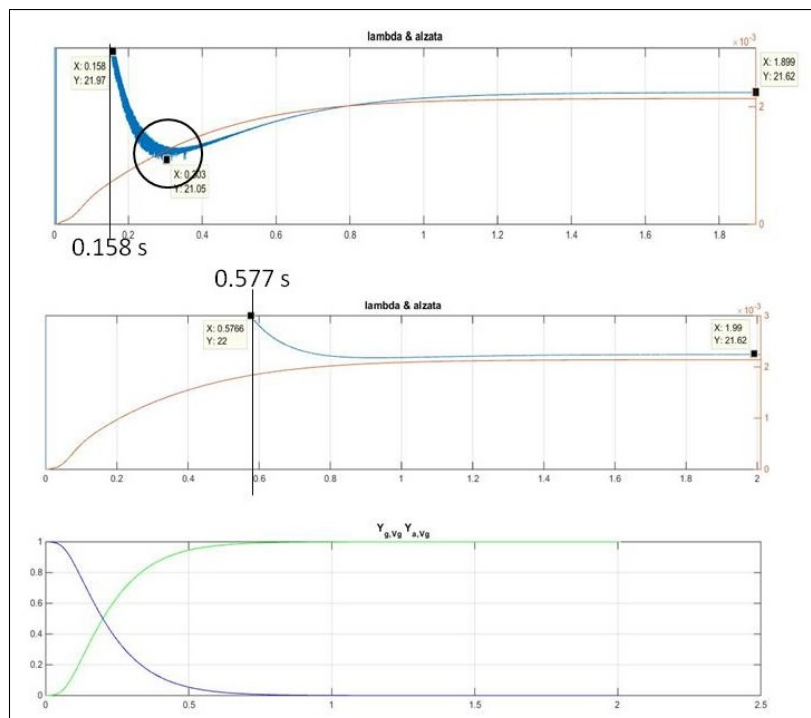 lambda & alzata
×10⁻³
X: 0.158
Y: 21.97
X: 1.899
Y: 21.62
2
X: 0.303
Y: 21.05
0
0 0.2 0.4 0.6 0.8 1 1.2 1.4 1.6 1.8
0.158 s
0.577 s
lambda & alzata
×10⁻³
3
X: 0.5766
Y: 22
X: 1.99
Y: 21.62
2
1
0
0 0.2 0.4 0.6 0.8 1 1.2 1.4 1.6 1.8 2
Y g,Vg Y a,Vg
1
0.8
0.6
0.4
0.2
0
0 0.5 1 1.5 2 2.5